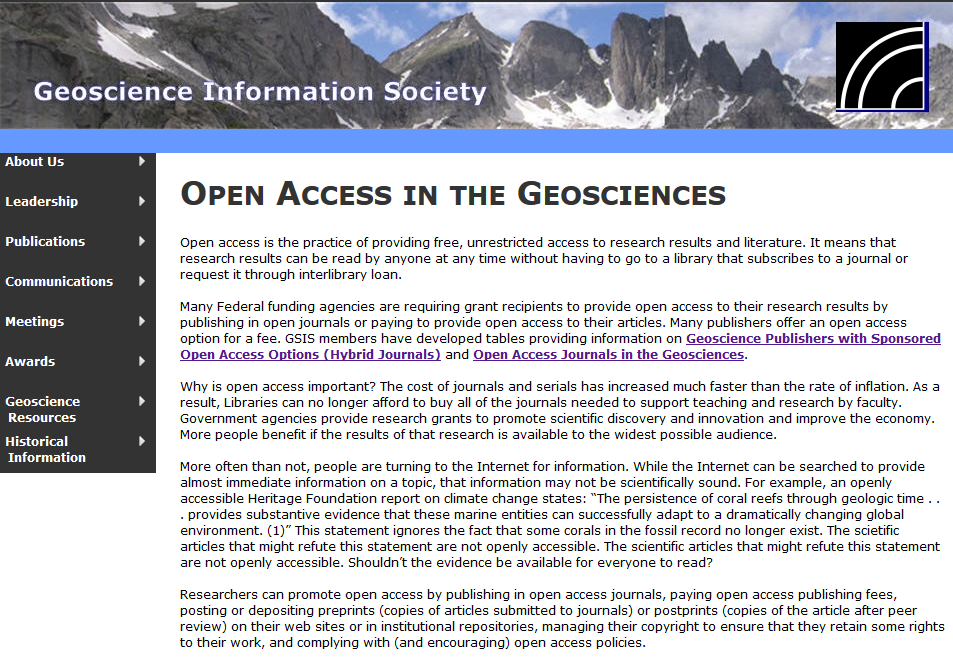 Geoscience Information Society
About Us
Leadership
Publications
Communications
Meetings
Awards
Geoscience
Resources
Historical
Information
OPEN ACCESS IN THE GEOSCIENCES
Open access is the practice of providing free, unrestricted access to research results and literature. It means that
research results can be read by anyone at any time without having to go to a library that subscribes to a journal or
request it through interlibrary loan.
Many Federal funding agencies are requiring grant recipients to provide open access to their research results by
publishing in open journals or paying to provide open access to their articles. Many publishers offer an open access
option for a fee. GSIS members have developed tables providing information on Geoscience Publishers with Sponsored
Open Access Options (Hybrid Journals) and Open Access Journals in the Geosciences.
Why is open access important? The cost of journals and serials has increased much faster than the rate of inflation. As a
result, Libraries can no longer afford to buy all of the journals needed to support teaching and research by faculty.
Government agencies provide research grants to promote scientific discovery and innovation and improve the economy.
More people benefit if the results of that research is available to the widest possible audience.
More often than not, people are turning to the Internet for information. While the Internet can be searched to provide
almost immediate information on a topic, that information may not be scientifically sound. For example, an openly
accessible Heritage Foundation report on climate change states: “The persistence of coral reefs through geologic time . .
. provides substantive evidence that these marine entities can successfully adapt to a dramatically changing global
environment. (1)” This statement ignores the fact that some corals in the fossil record no longer exist. The scietific
articles that might refute this statement are not openly accessible. The scientific articles that might refute this statement
are not openly accessible. Shouldn’t the evidence be available for everyone to read?
Researchers can promote open access by publishing in open access journals, paying open access publishing fees,
posting or depositing preprints (copies of articles submitted to journals) or postprints (copies of the article after peer
review) on their web sites or in institutional repositories, managing their copyright to ensure that they retain some rights
to their work, and complying with (and encouraging) open access policies.